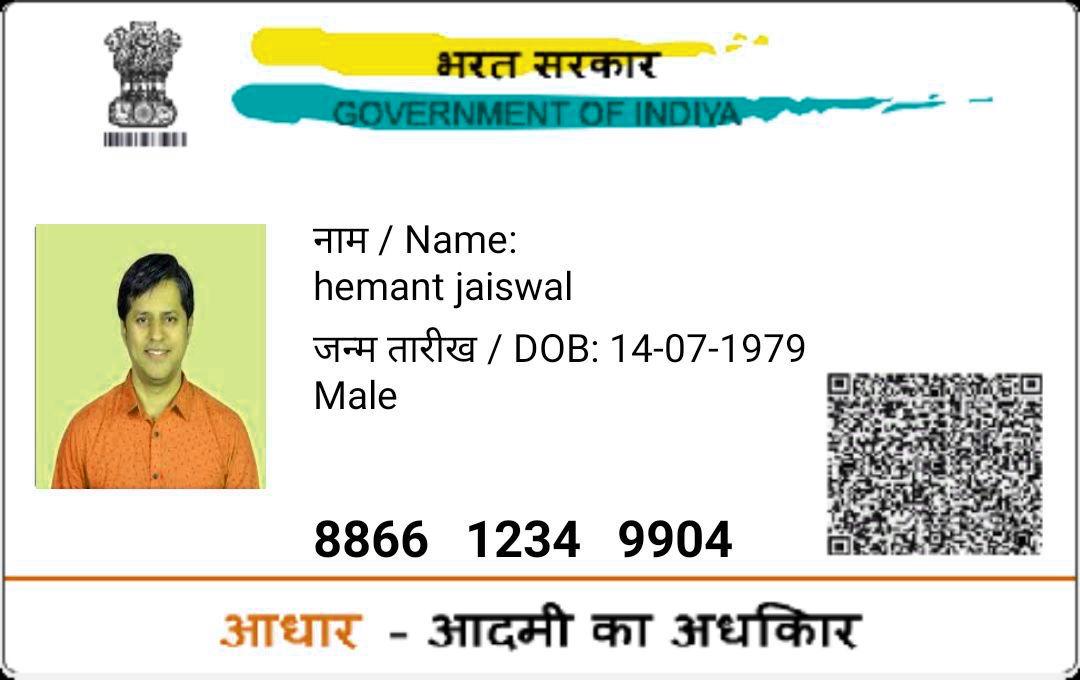 भरत सरकार
GOVERNMENT OF INDIYA
नाम / Name:
hemant jaiswal
जन्म तारीख / DOB: 14-07-1979
Male
8866 1234 9904
आधार - आदमी का अधकिार